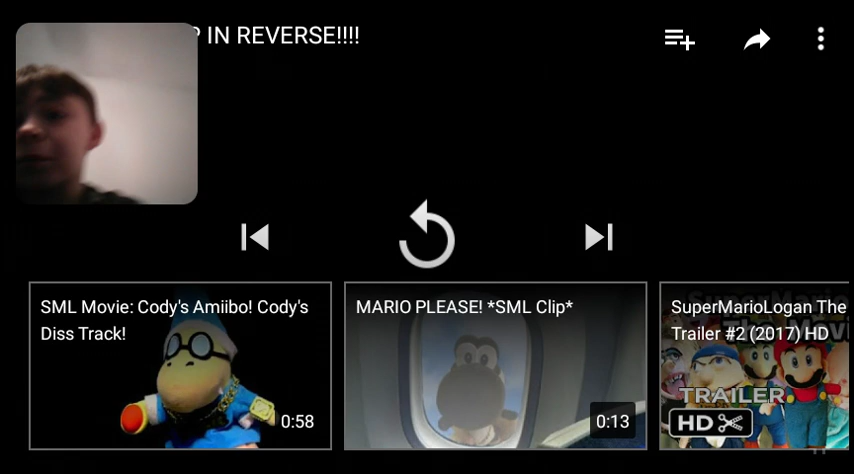 IN REVERSE!!!!
SML Movie: Cody's Amiibo! Cody's
Diss Track!
0:58
MARIO PLEASE! *SML Clip*
0:13
SuperMarioLogan The
Trailer #2 (2017) HD
TRAILER
HD